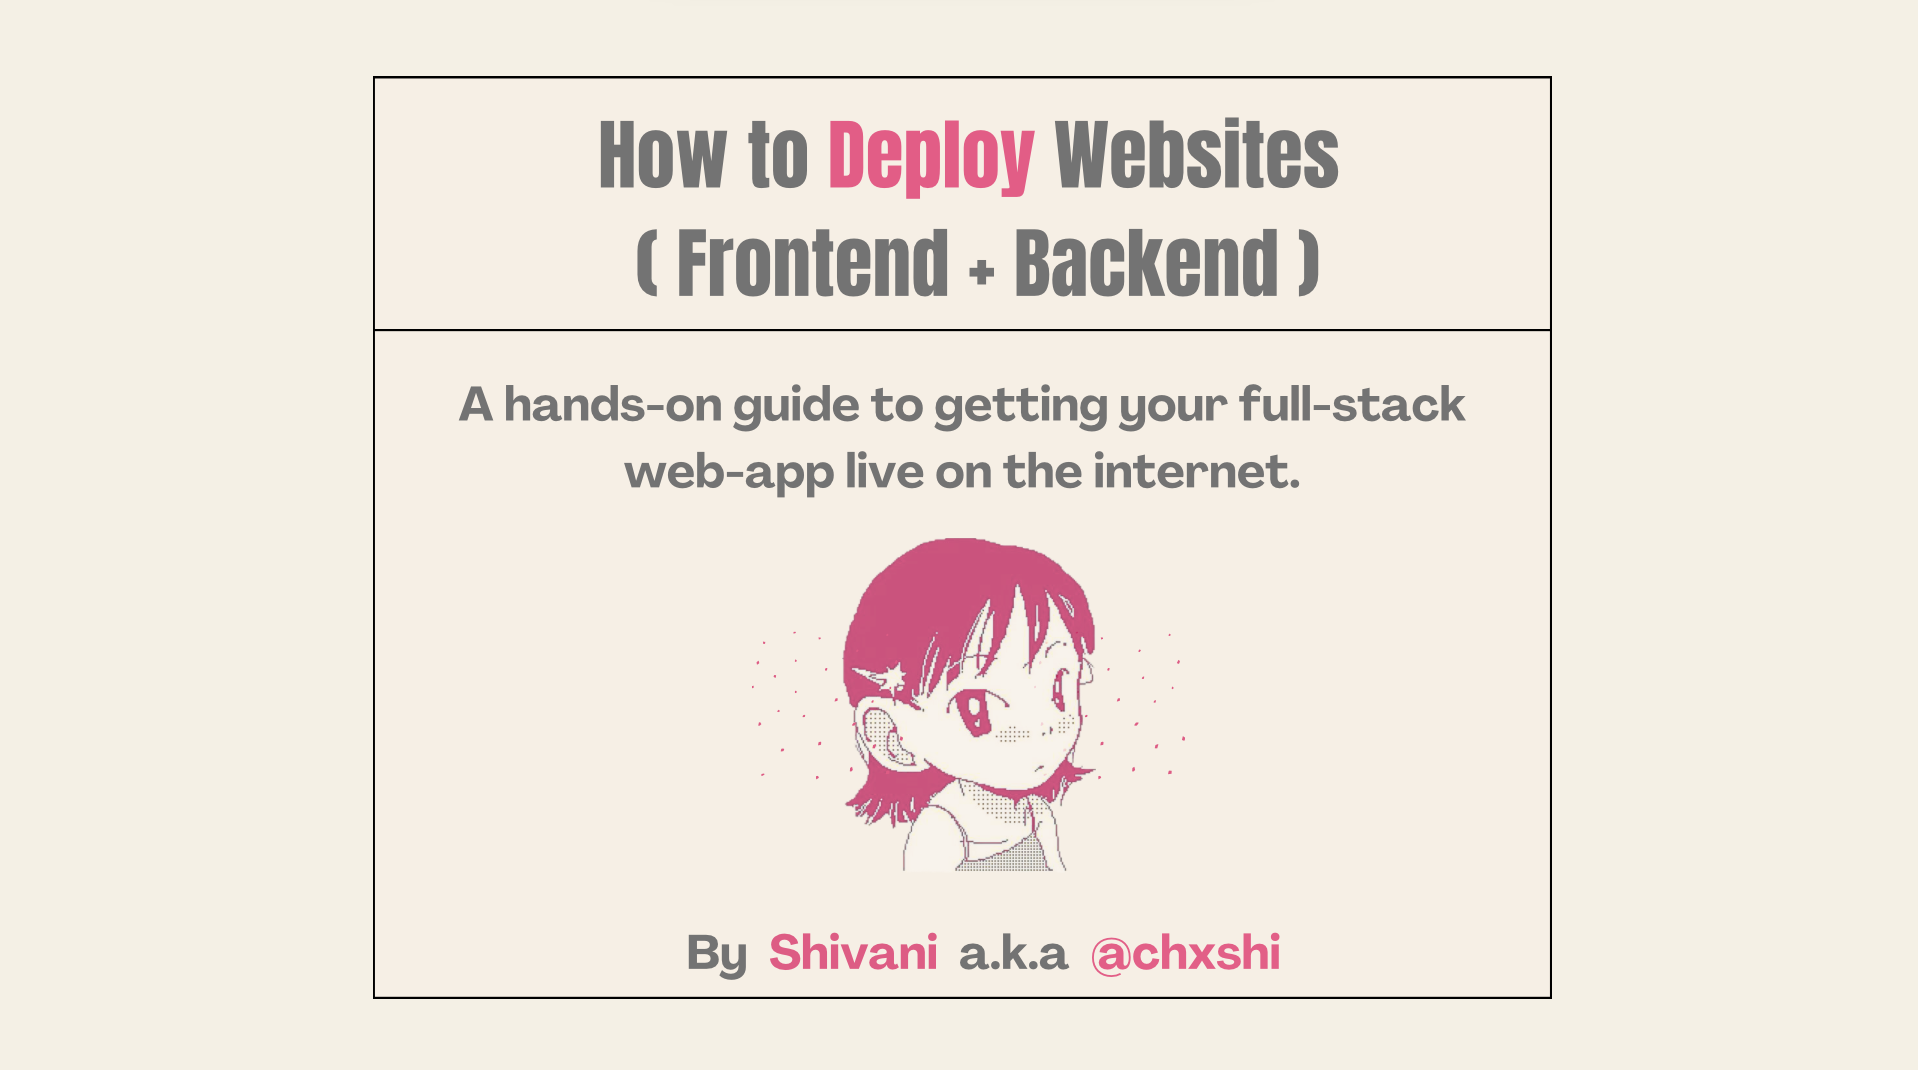 How to Deploy Websites
( Frontend + Backend )
A hands-on guide to getting your full-stack
web-app live on the internet.
By Shivani a.k.a @chxshi